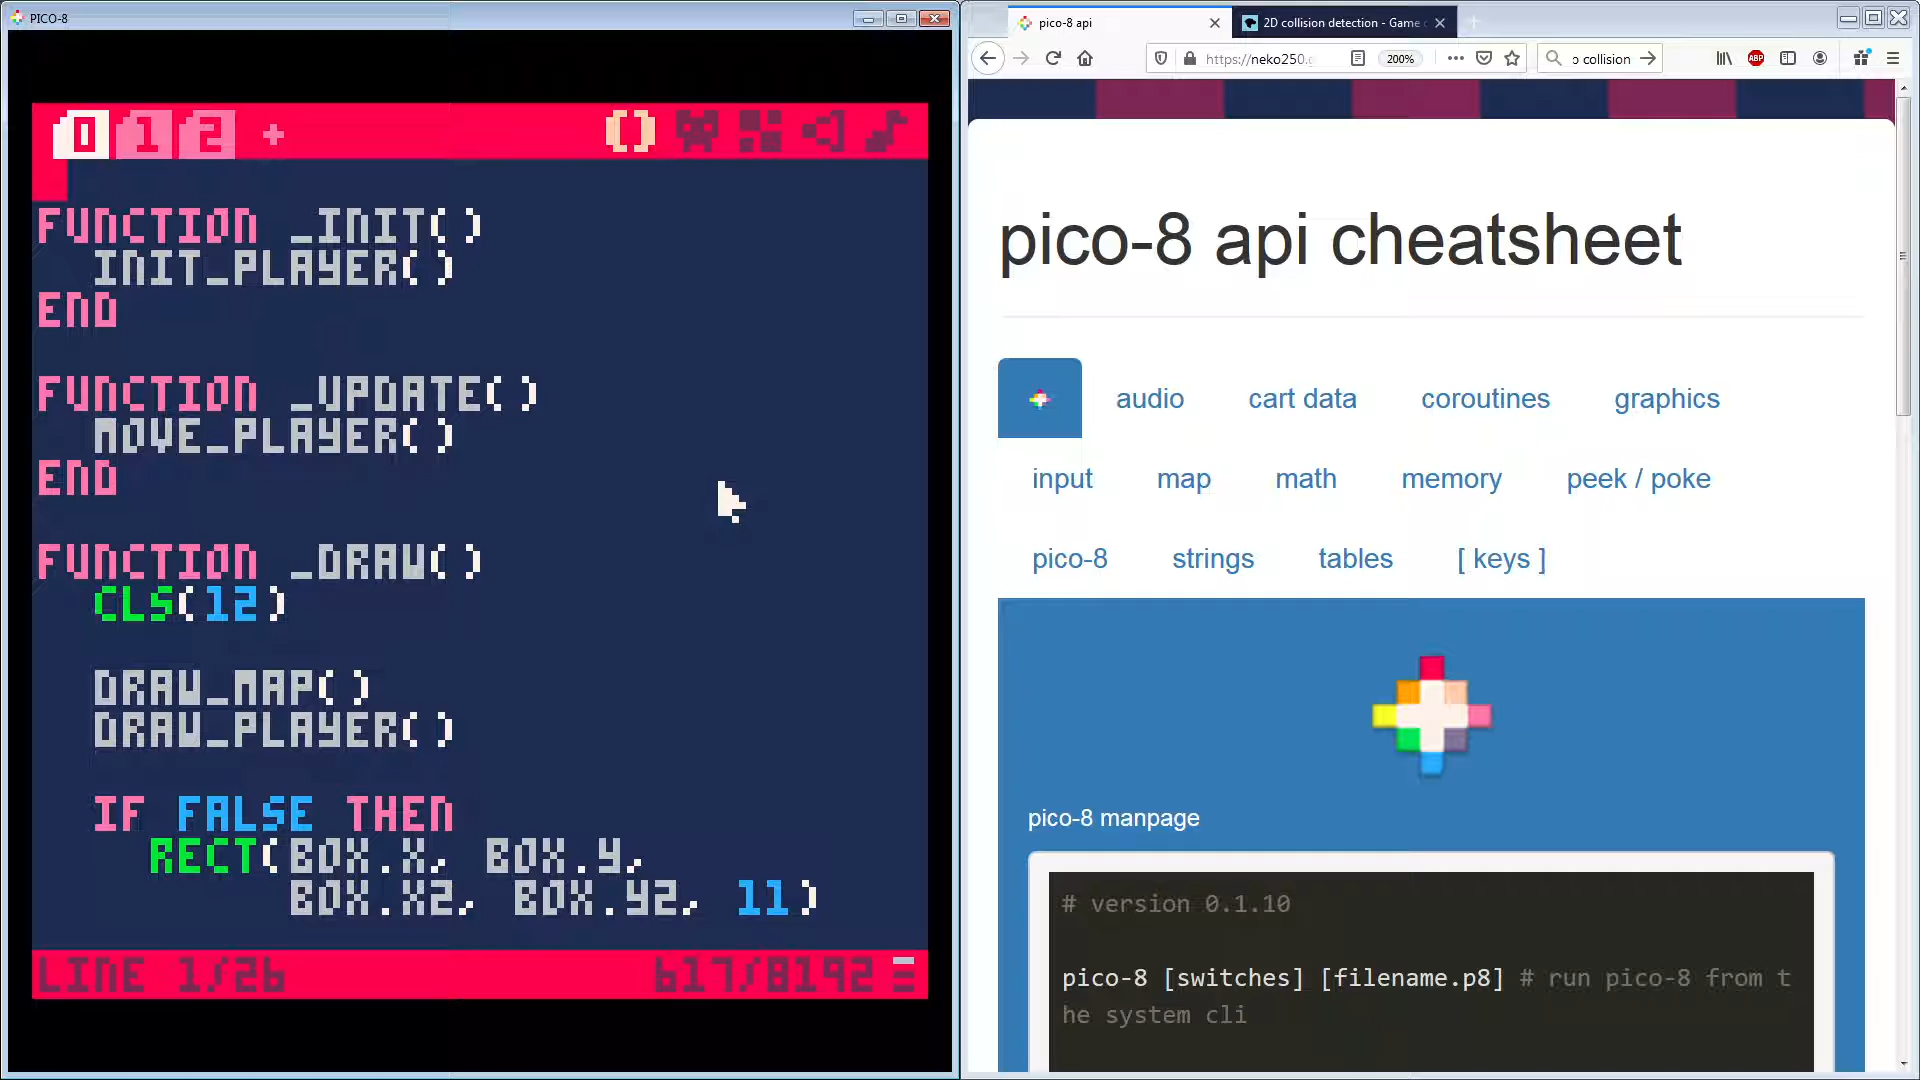 PICO-8
0 1 2 +
FUNCTION _INIT()
INIT_PLAYER()
END
FUNCTION _UPDATE()
MOVE_PLAYER()
END
FUNCTION _DRAW()
CLS(12)
DRAW_MAP()
DRAW_PLAYER()
IF FALSE THEN
RECT(BOX.X, BOX.Y,
BOX.X2, BOX.Y2, 11)
LINE 1/26 617/8192
pico-8 api
2D collision detection - Game
https://neko250. 200% collision
ABP
pico-8 api cheatsheet
audio cart data coroutines graphics
input map math memory peek / poke
pico-8 strings tables [ keys ]
pico-8 manpage
# version 0.1.10
pico-8 [switches] [filename.p8] # run pico-8 from t
he system cli